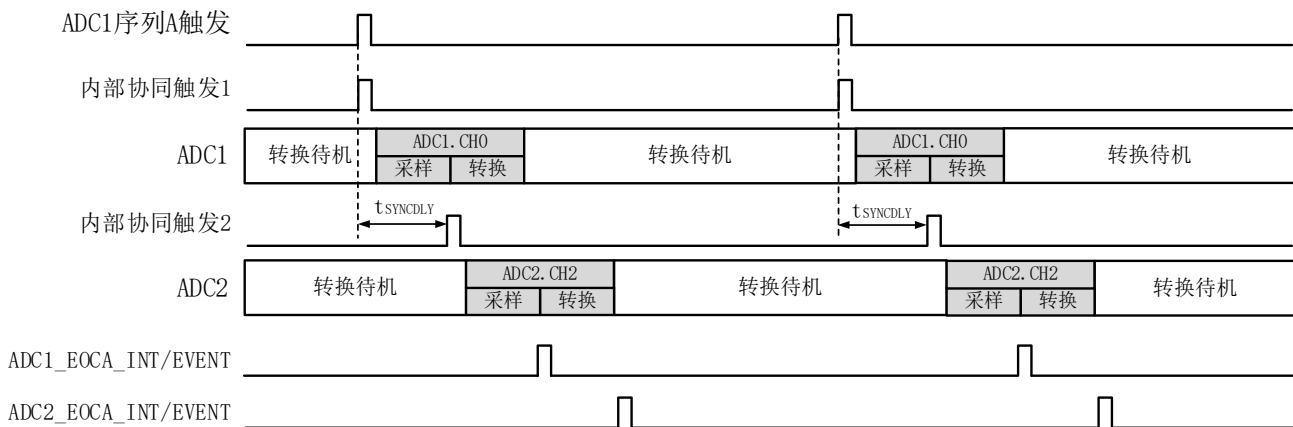 ADC1序列A触发
内部协同触发1
ADC1 转换待机 ADC1.CH0 转换待机 ADC1.CH0 转换待机
采样 转换 采样 转换
内部协同触发2 tSYNCDLY tSYNCDLY
ADC2 转换待机 ADC2.CH2 转换待机 ADC2.CH2 转换待机
采样 转换 采样 转换
ADC1_EOCA_INT/EVENT
ADC2_EOCA_INT/EVENT